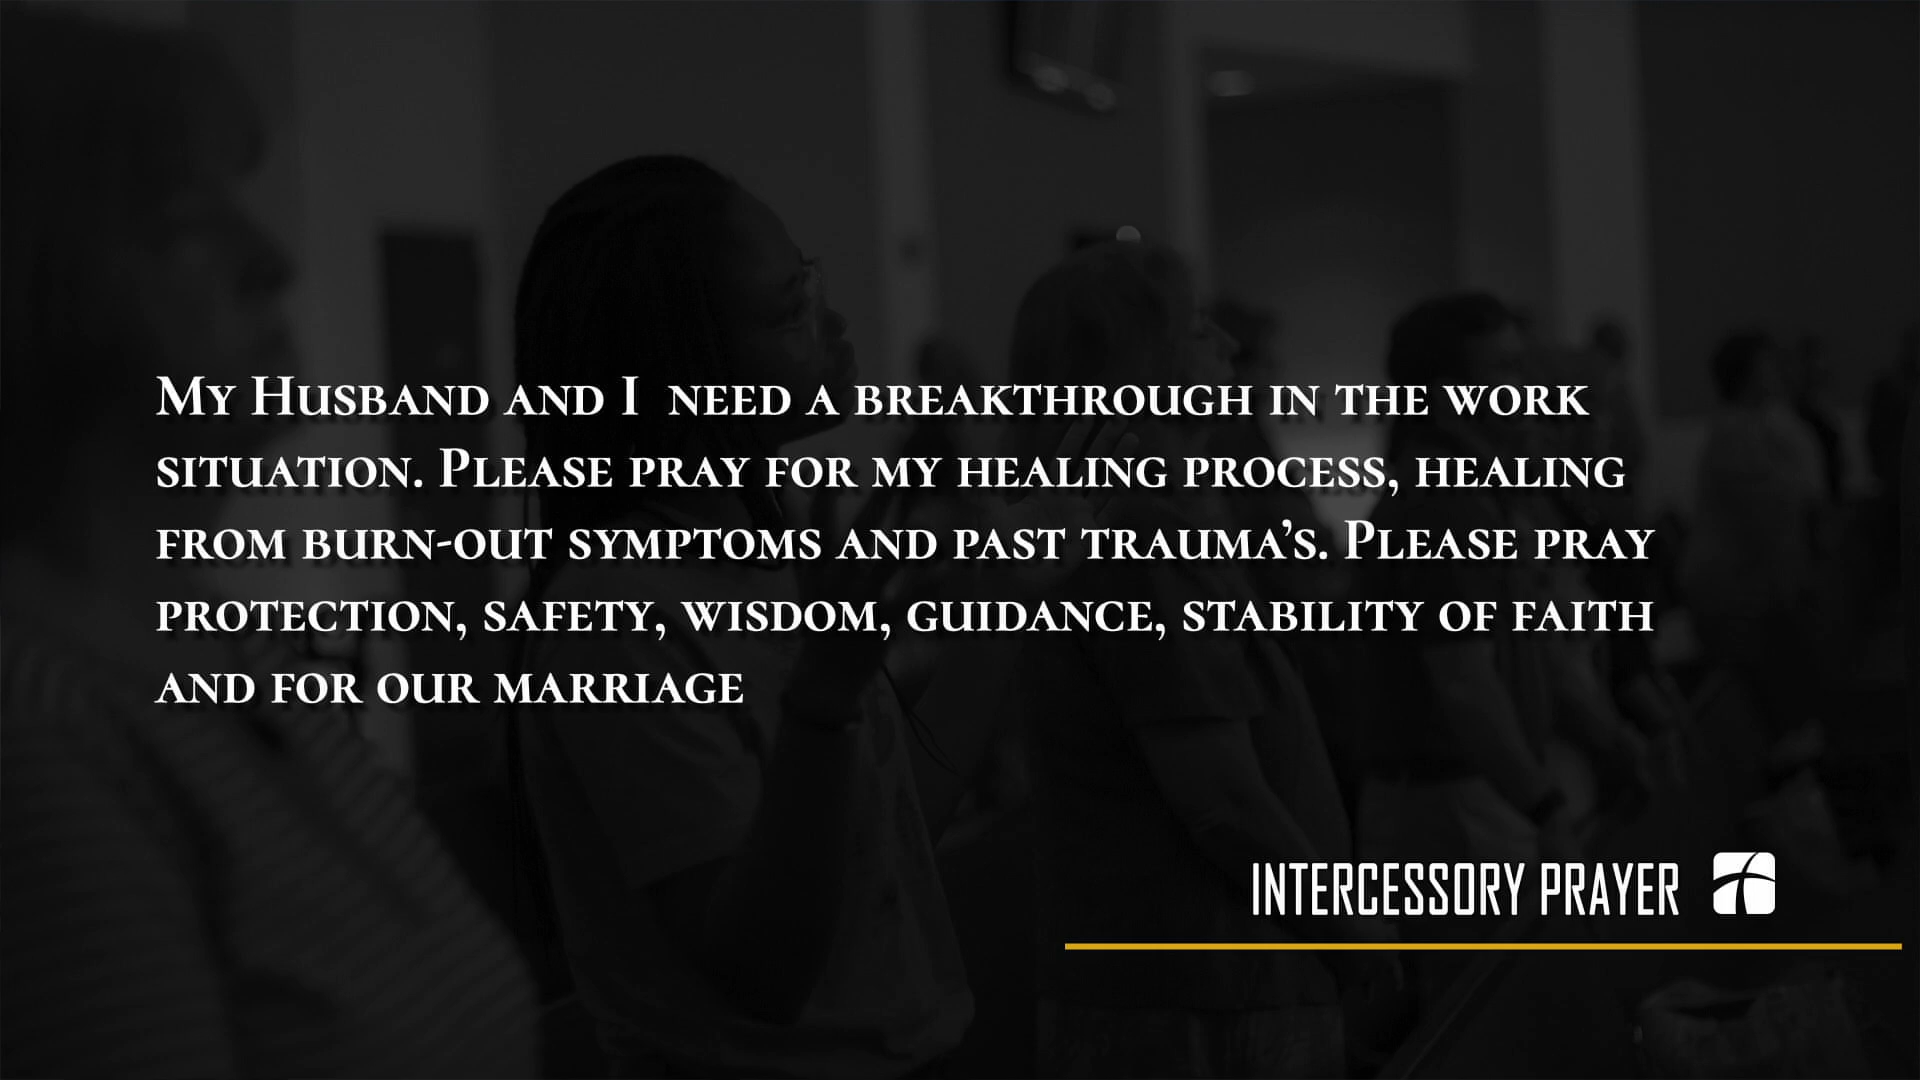 My Husband and I  need a breakthrough in the work
situation. Please pray for my healing process, healing
from burn-out symptoms and past trauma's. Please pray
protection, safety, wisdom, guidance, stability of faith
and for our marriage
INTERCESSORY PRAYER